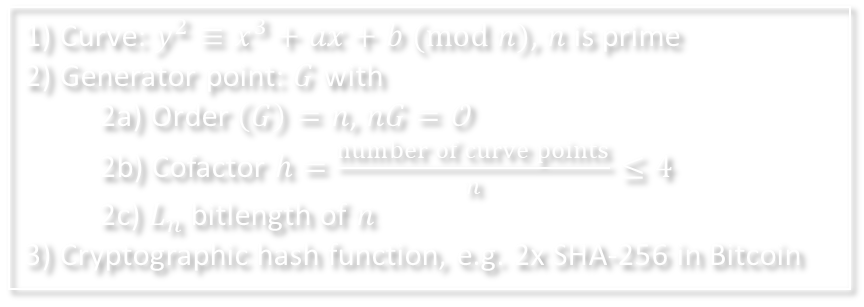 1) Curve: y² ≡ x³ + ax + b (mod n), n is prime
2) Generator point: G with
2a) Order (G) = n, nG = O
2b) Cofactor h = number of curve points / n ≤ 4
2c) Lₙ bitlength of n
3) Cryptographic hash function, e.g. 2x SHA-256 in Bitcoin